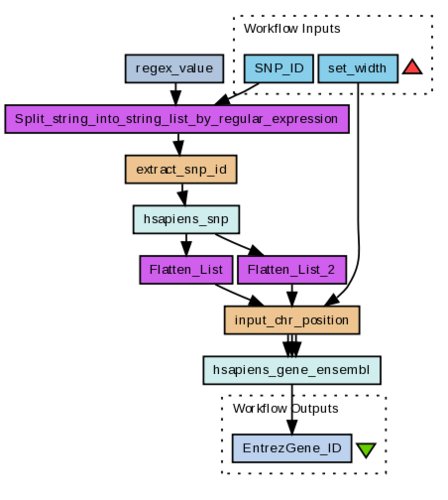 Workflow Inputs
regex_value
SNP_ID
set_width
Split_string_into_string_list_by_regular_expression
extract_snp_id
hsapiens_snp
Flatten_List
Flatten_List_2
input_chr_position
hsapiens_gene_ensembl
Workflow Outputs
EntrezGene_ID